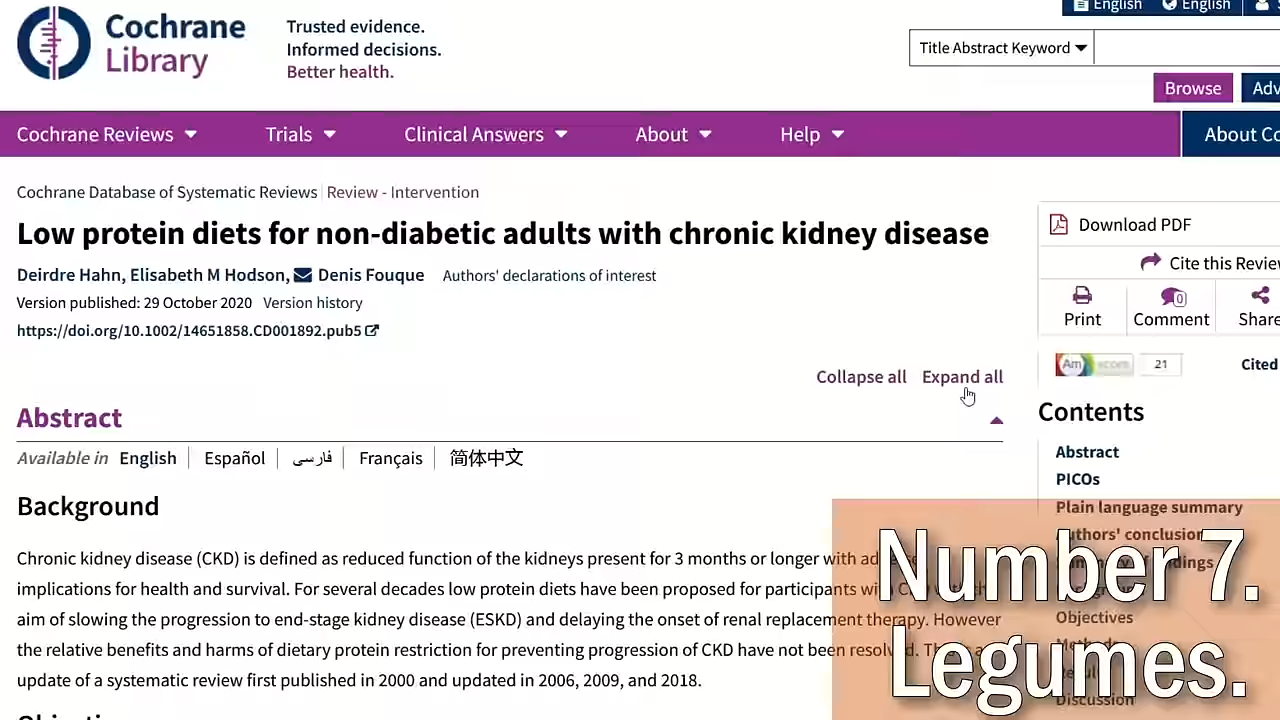 English
English
Cochrane
Library
Trusted evidence.
Informed decisions.
Better health.
Title Abstract Keyword
Browse
Cochrane Reviews
Trials
Clinical Answers
About
Help
About
Cochrane Database of Systematic Reviews
Review - Intervention
Low protein diets for non-diabetic adults with chronic kidney disease
Deirdre Hahn, Elisabeth M Hodson, Denis Fouque
Authors' declarations of interest
Version published: 29 October 2020
Version history
https://doi.org/10.1002/14651858.CD001892.pub5
Download PDF
Cite this
Print
Comment
0
Share
Am
21
Cited
Collapse all
Expand all
Abstract
Available in English Español فارسی Français 简体中文
Background
Chronic kidney disease (CKD) is defined as reduced function of the kidneys present for 3 months or longer with
implications for health and survival. For several decades low protein diets have been proposed for participants
aim of slowing the progression to end-stage kidney disease (ESKD) and delaying the onset of renal replacement therapy. However
the relative benefits and harms of dietary protein restriction for preventing progression of CKD have not been
update of a systematic review first published in 2000 and updated in 2006, 2009, and 2018.
Contents
Abstract
PICOs
Plain language summary
Objectives
Discussion
Number 7.
Legumes.